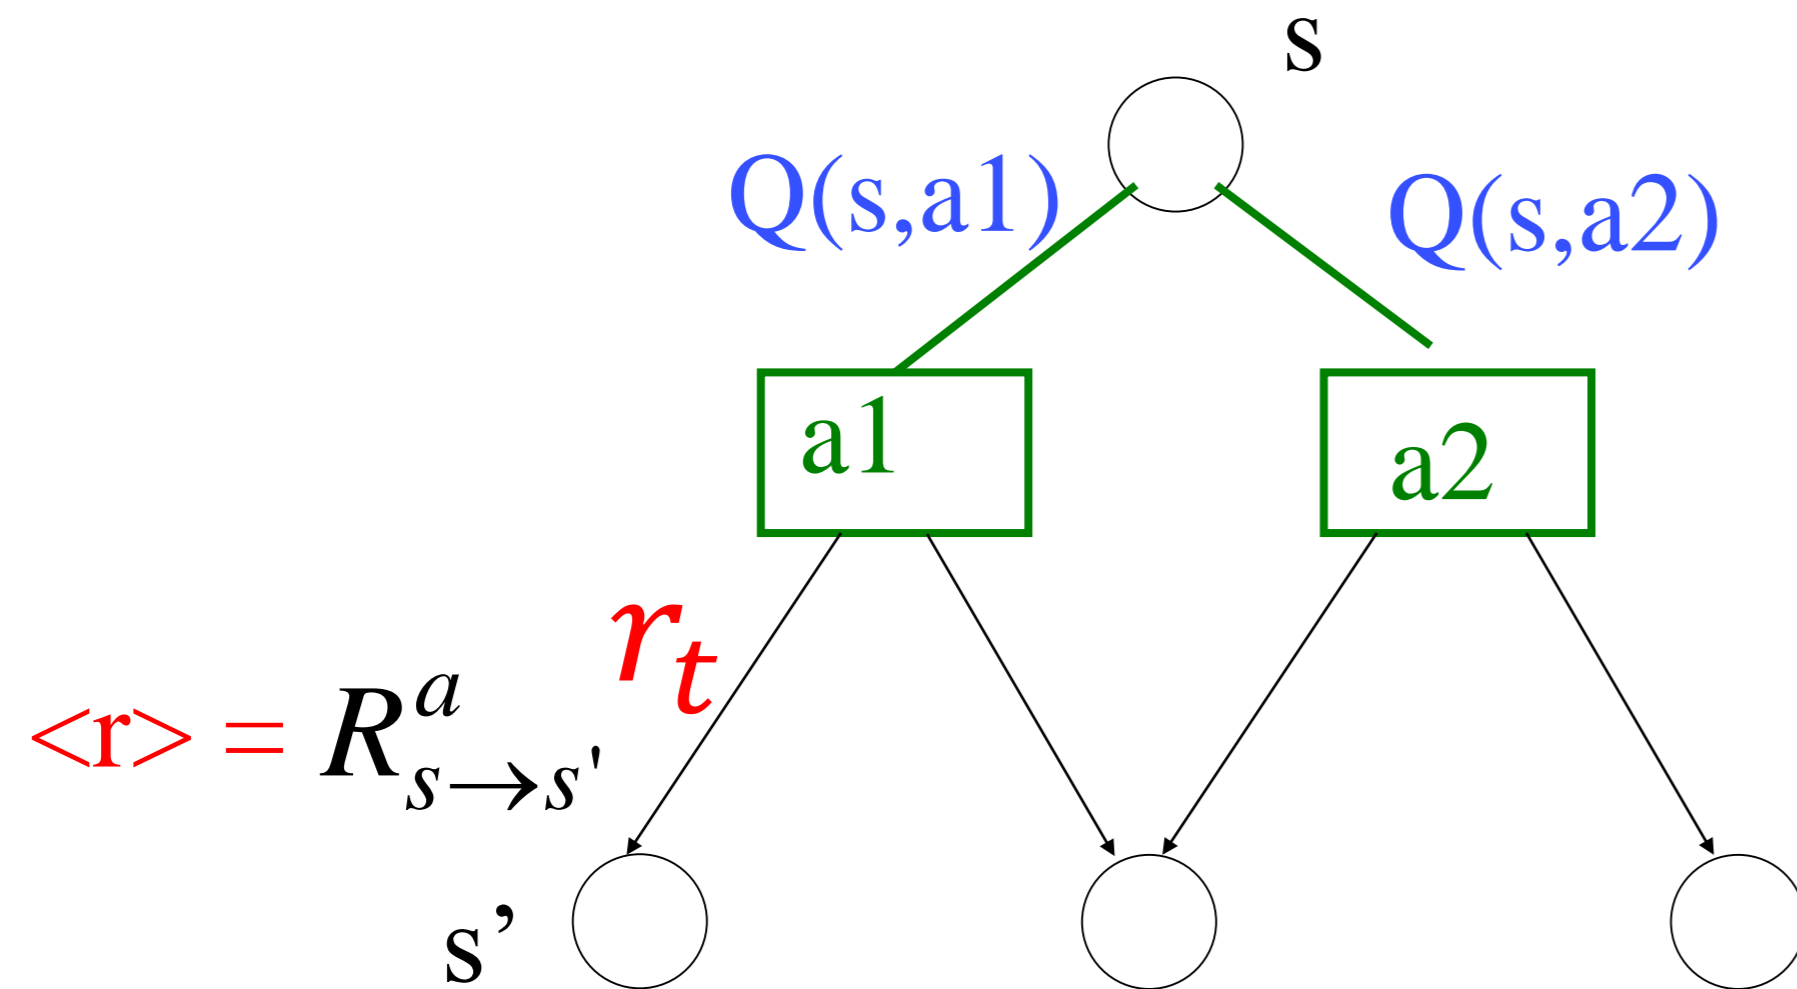 s
Q(s,a1)
Q(s,a2)
a1
a2
r_t
<r> = R^a_{s→s'}
s’